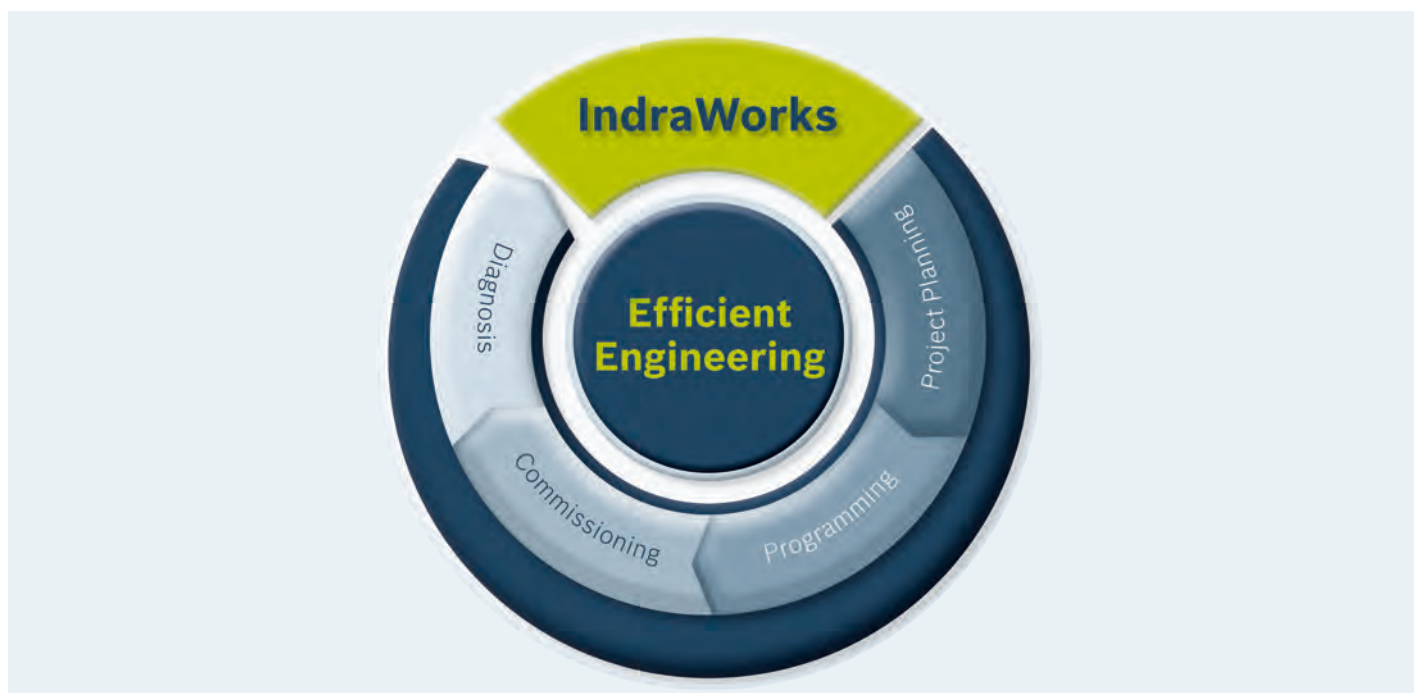 IndraWorks
Efficient
Engineering
Project Planning
Programming
Commissioning
Diagnosis